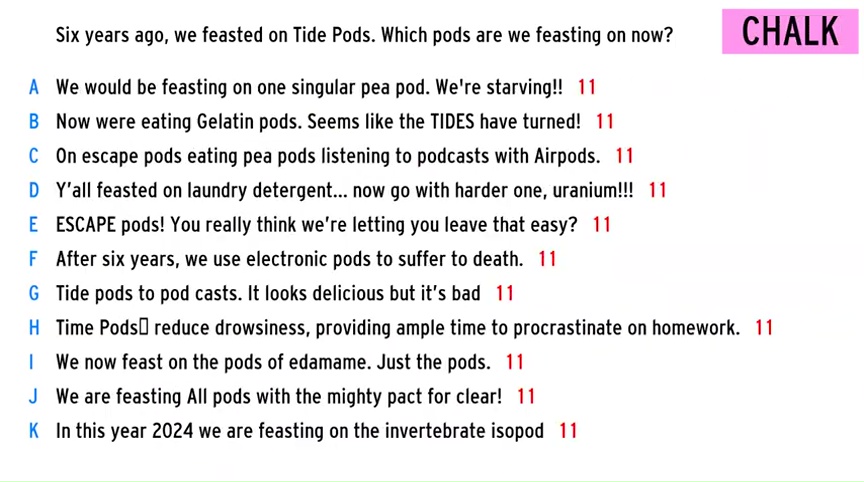 Six years ago, we feasted on Tide Pods. Which pods are we feasting on now?
CHALK
A We would be feasting on one singular pea pod. We're starving!! 11
B Now were eating Gelatin pods. Seems like the TIDES have turned! 11
C On escape pods eating pea pods listening to podcasts with Airpods. 11
D Y’all feasted on laundry detergent... now go with harder one, uranium!!! 11
E ESCAPE pods! You really think we’re letting you leave that easy? 11
F After six years, we use electronic pods to suffer to death. 11
G Tide pods to pod casts. It looks delicious but it’s bad 11
H Time Pods▯ reduce drowsiness, providing ample time to procrastinate on homework. 11
I We now feast on the pods of edamame. Just the pods. 11
J We are feasting All pods with the mighty pact for clear! 11
K In this year 2024 we are feasting on the invertebrate isopod 11